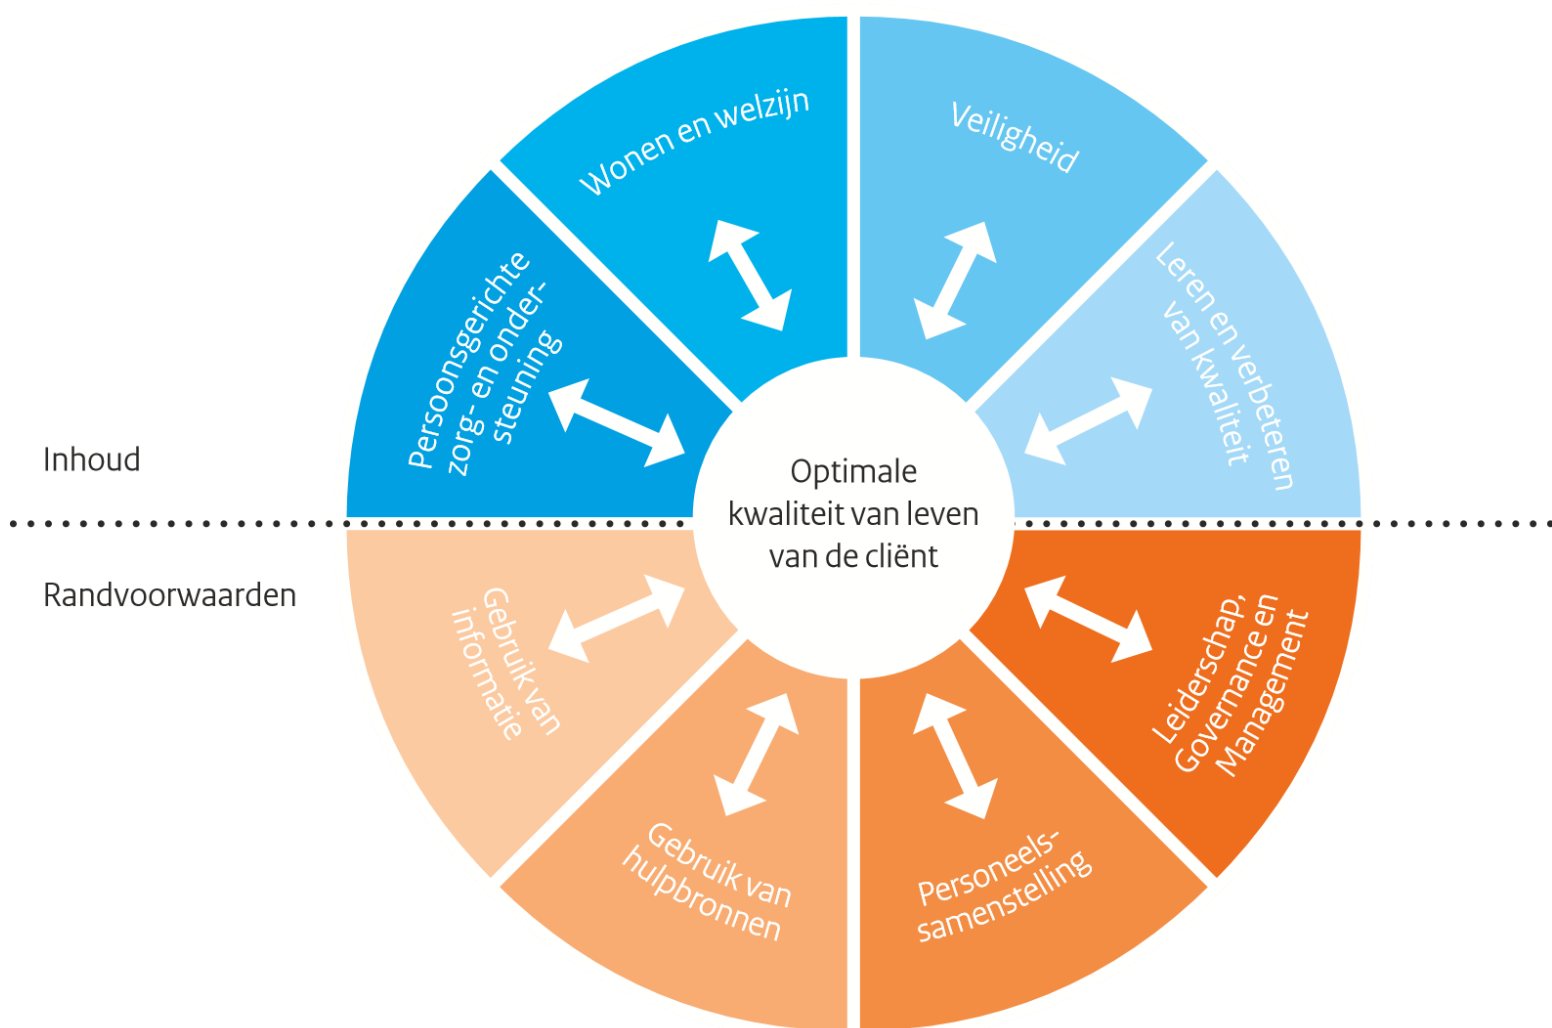 Wonen en welzijn
Veiligheid
Persoonsgerichte
zorg- en onder-
steuning
Leren en verbeteren
van kwaliteit
Inhoud
Optimale
kwaliteit van leven
van de cliënt
Randvoorwaarden
Gebruik van
informatie
Leiderschap,
Governance en
Management
Gebruik van
hulpbronnen
Personeels-
samenstelling